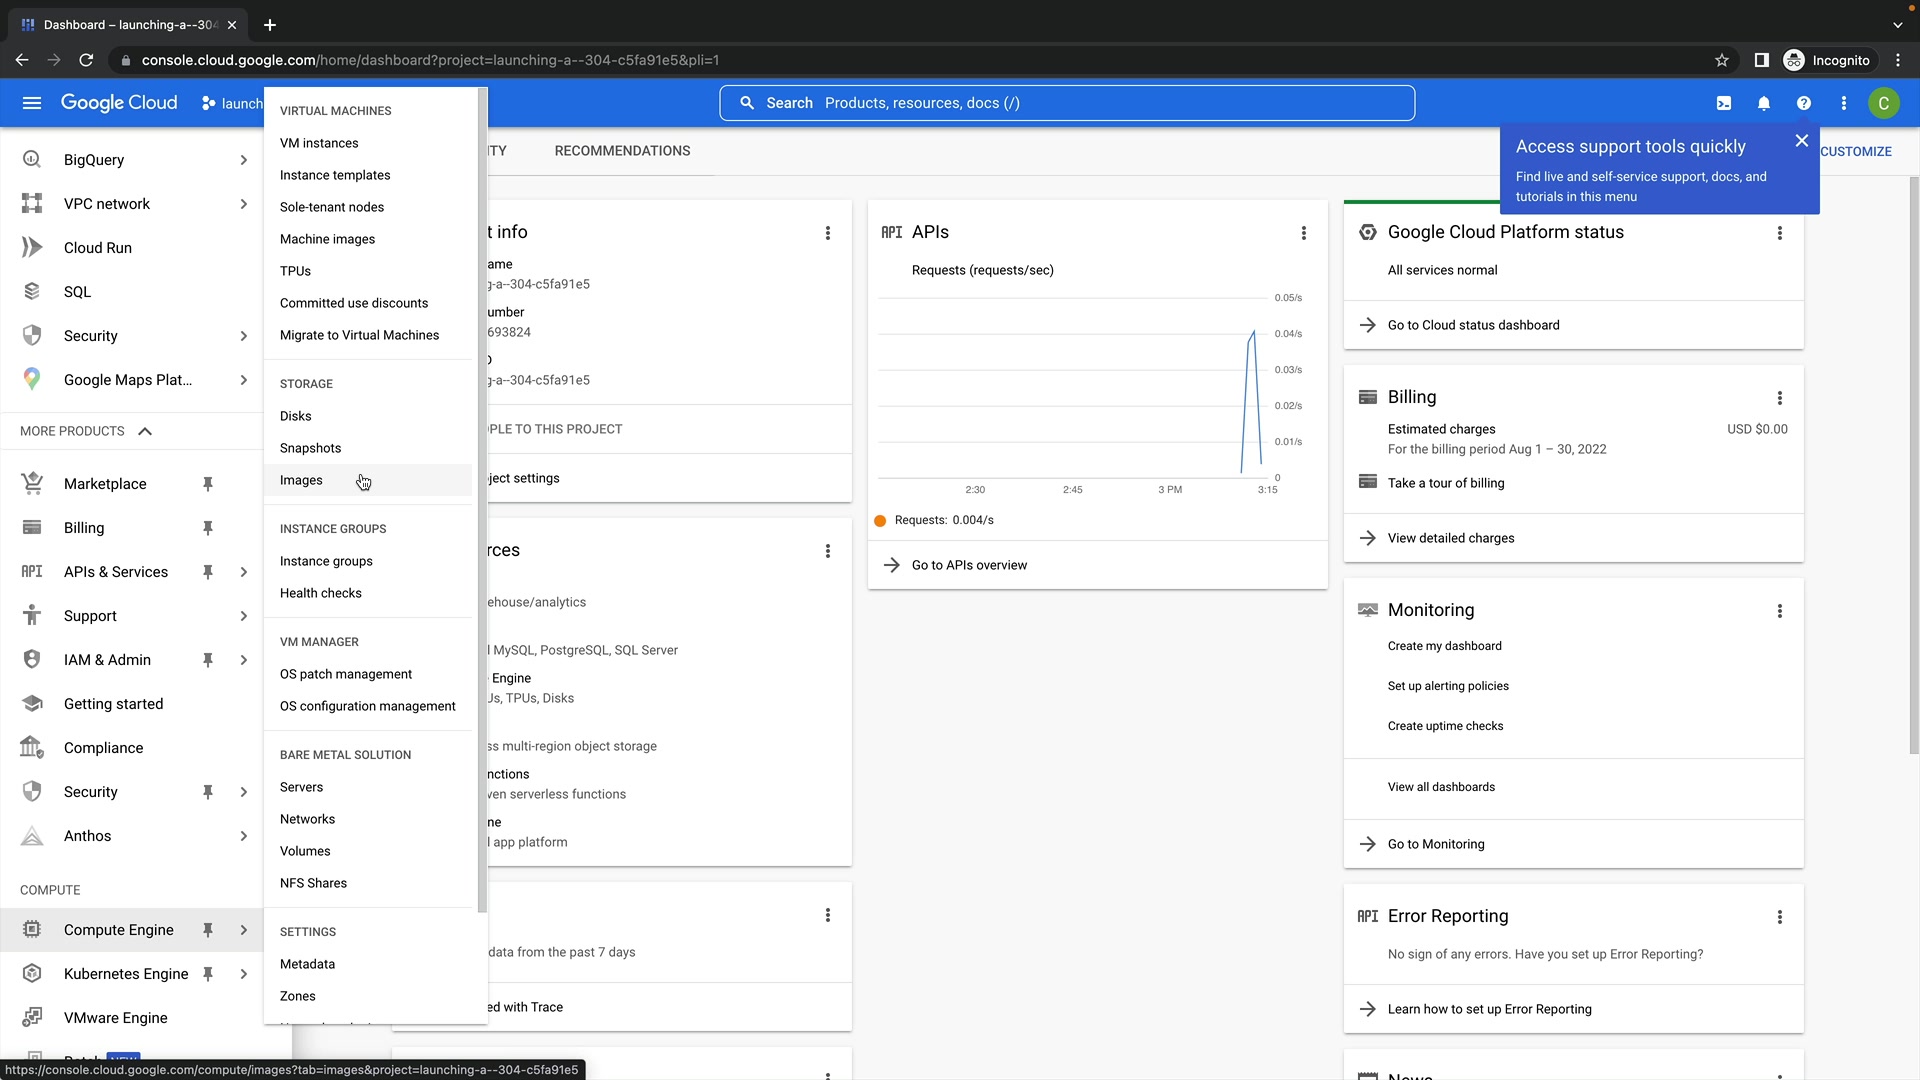 Dashboard – launching-a--304
console.cloud.google.com/home/dashboard?project=launching-a--304-c5fa91e5&pli=1
Incognito
Google Cloud
launch
Search Products, resources, docs (/)
C
BigQuery
VPC network
Cloud Run
SQL
Security
Google Maps Plat...
MORE PRODUCTS
Marketplace
Billing
API APIs & Services
Support
IAM & Admin
Getting started
Compliance
Security
Anthos
COMPUTE
Compute Engine
Kubernetes Engine
VMware Engine
Batch NEW
VIRTUAL MACHINES
VM instances
Instance templates
Sole-tenant nodes
Machine images
TPUs
Committed use discounts
Migrate to Virtual Machines
STORAGE
Disks
Snapshots
Images
INSTANCE GROUPS
Instance groups
Health checks
VM MANAGER
OS patch management
OS configuration management
BARE METAL SOLUTION
Servers
Networks
Volumes
NFS Shares
SETTINGS
Metadata
Zones
ITY
RECOMMENDATIONS
CUSTOMIZE
Access support tools quickly
Find live and self-service support, docs, and
tutorials in this menu
t info
ame
g-a--304-c5fa91e5
umber
693824
D
g-a--304-c5fa91e5
PLE TO THIS PROJECT
ject settings
rces
ehouse/analytics
l MySQL, PostgreSQL, SQL Server
Engine
Us, TPUs, Disks
ss multi-region object storage
nctions
ven serverless functions
ne
l app platform
data from the past 7 days
ed with Trace
API APIs
Requests (requests/sec)
0.05/s
0.04/s
0.03/s
0.02/s
0.01/s
0
2:30 2:45 3 PM 3:15
Requests: 0.004/s
Go to APIs overview
Google Cloud Platform status
All services normal
Go to Cloud status dashboard
Billing
Estimated charges USD $0.00
For the billing period Aug 1 – 30, 2022
Take a tour of billing
View detailed charges
Monitoring
Create my dashboard
Set up alerting policies
Create uptime checks
View all dashboards
Go to Monitoring
API Error Reporting
No sign of any errors. Have you set up Error Reporting?
Learn how to set up Error Reporting
News
https://console.cloud.google.com/compute/images?tab=images&project=launching-a--304-c5fa91e5